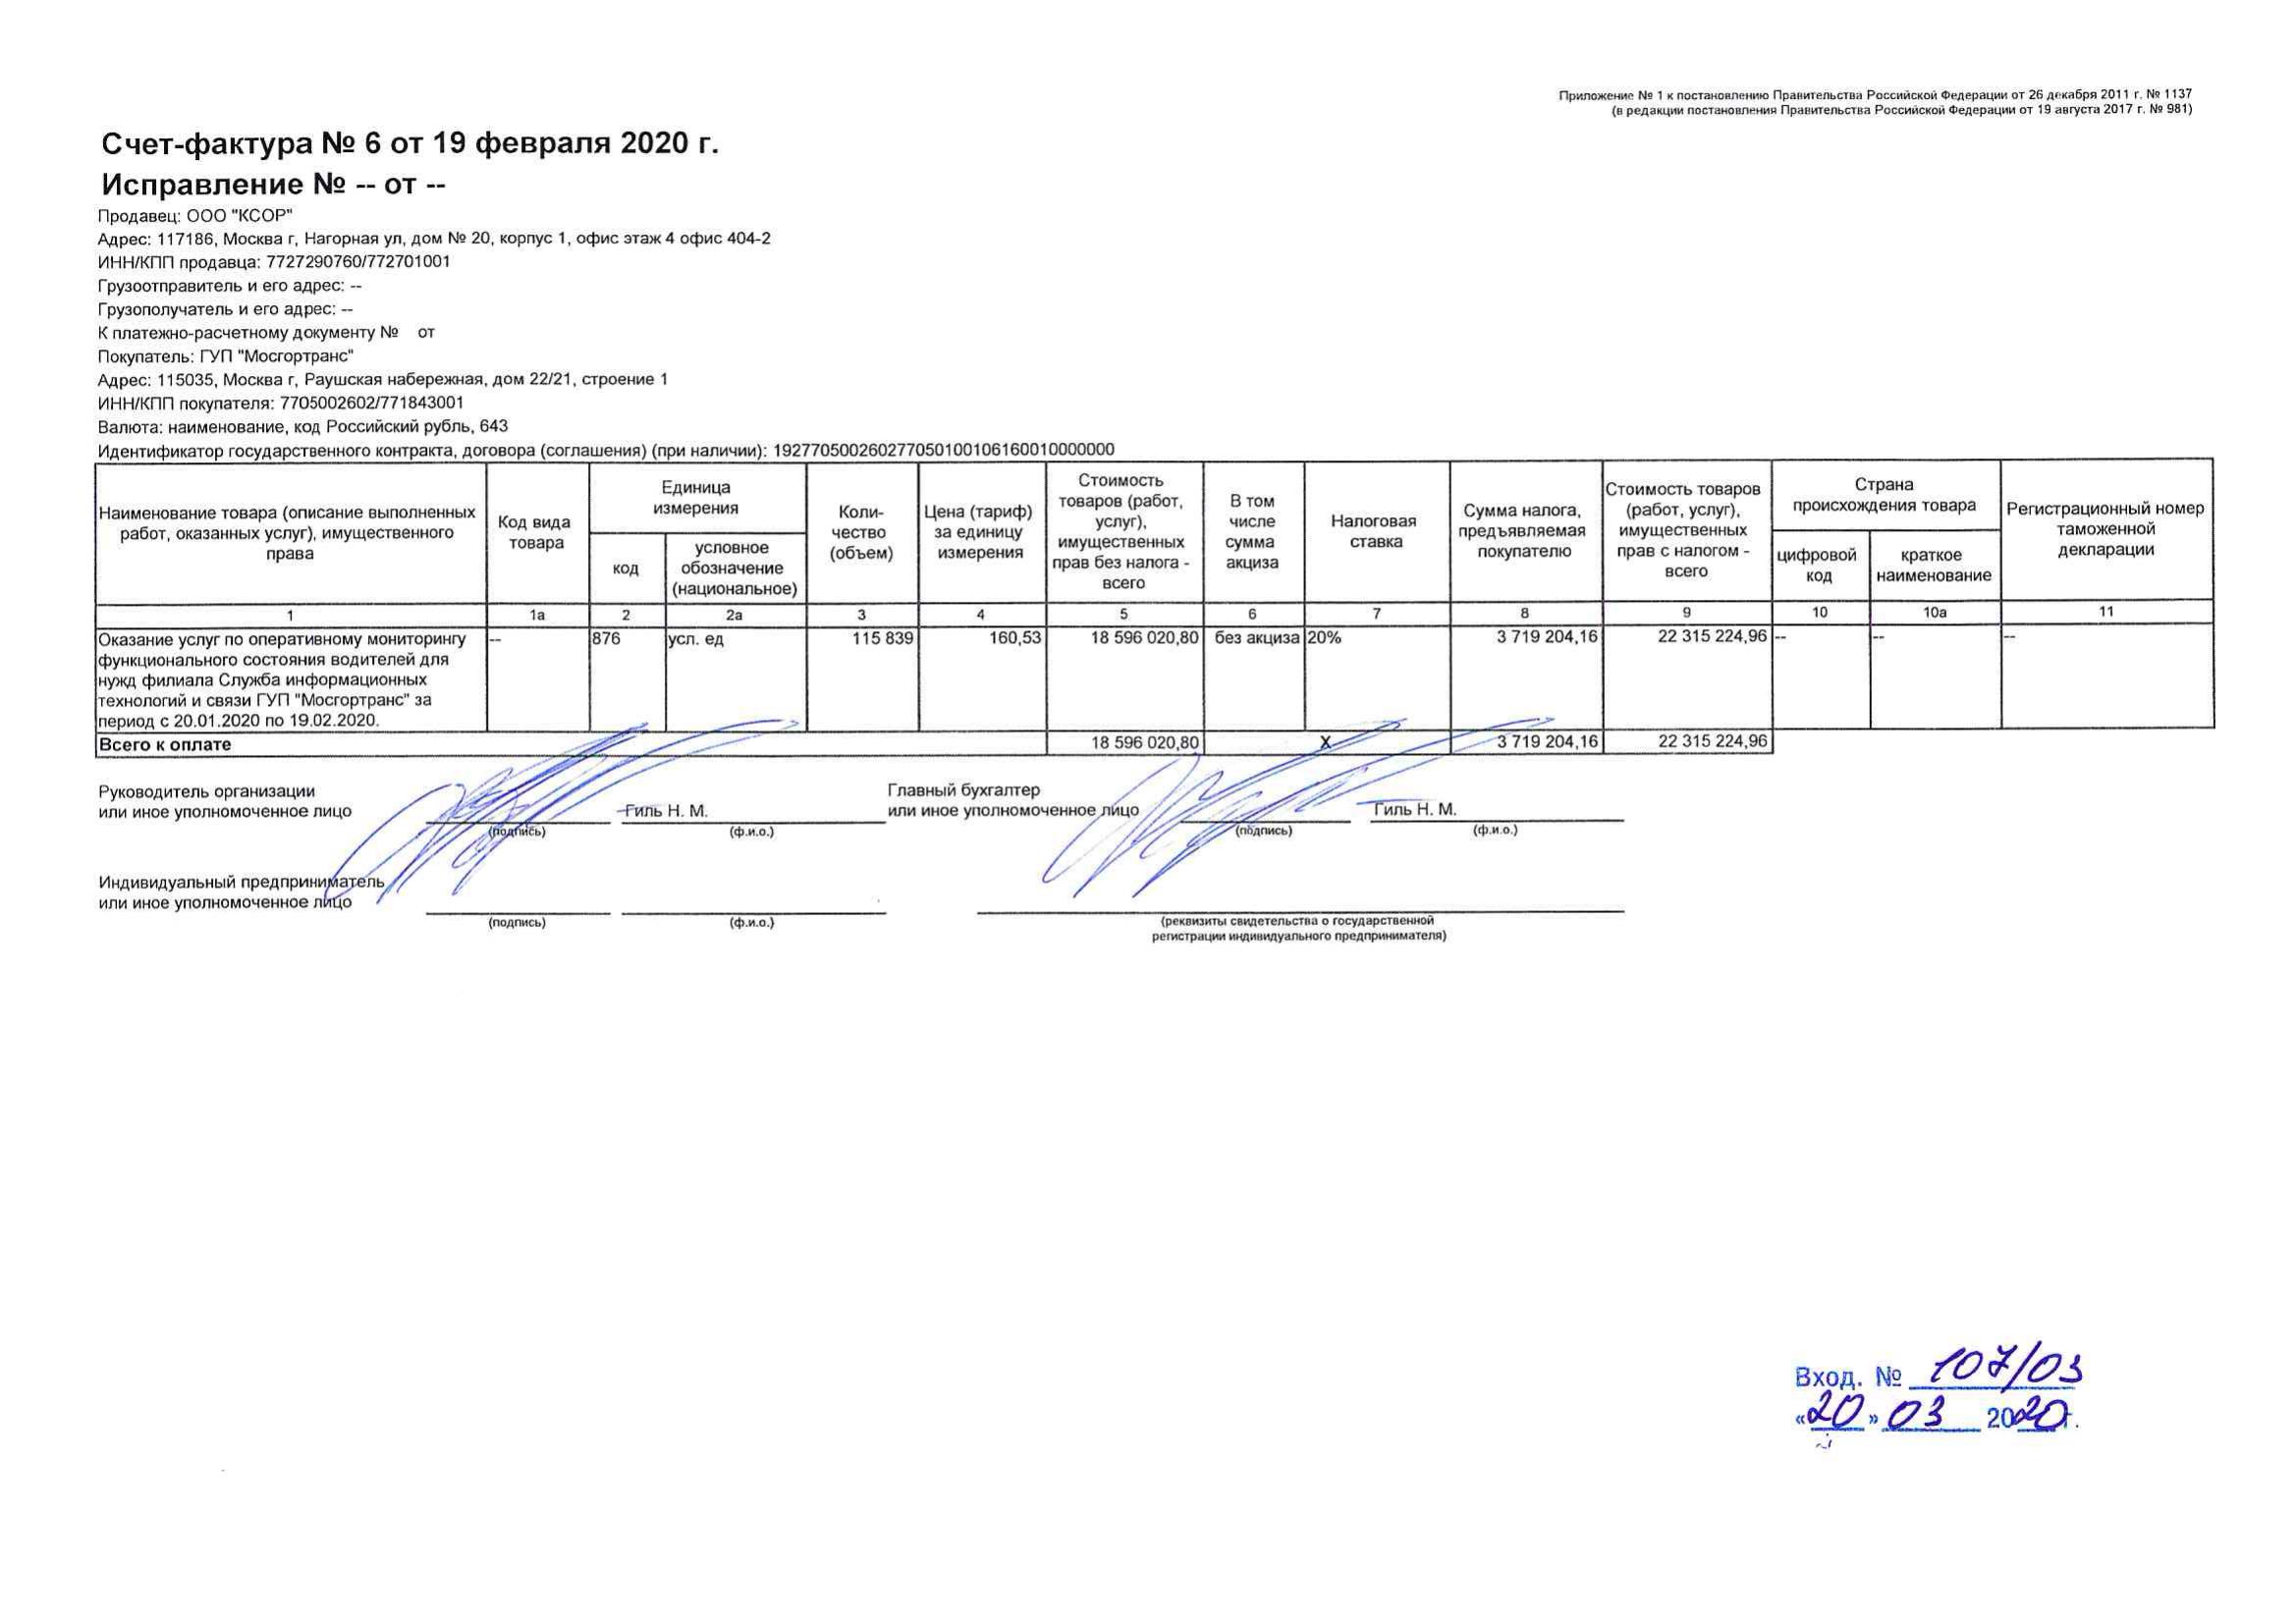 Приложение № 1 к постановлению Правительства Российской Федерации от 26 декабря 2011 г. № 1137
(в редакции постановления Правительства Российской Федерации от 19 августа 2017 г. № 981)
Счет-фактура № 6 от 19 февраля 2020 г.
Исправление № -- от --
Продавец: ООО "КСОР"
Адрес: 117186, Москва г, Нагорная ул, дом № 20, корпус 1, офис этаж 4 офис 404-2
ИНН/КПП продавца: 7727290760/772701001
Грузоотправитель и его адрес: --
Грузополучатель и его адрес: --
К платежно-расчетному документу № от
Покупатель: ГУП "Мосгортранс"
Адрес: 115035, Москва г, Раушская набережная, дом 22/21, строение 1
ИНН/КПП покупателя: 7705002602/771843001
Валюта: наименование, код Российский рубль, 643
Идентификатор государственного контракта, договора (соглашения) (при наличии): 192770500260277050100106160010000000
Наименование товара (описание выполненных
работ, оказанных услуг), имущественного
права
Код вида
товара
Единица
измерения
код
условное
обозначение
(национальное)
Коли-
чество
(объем)
Цена (тариф)
за единицу
измерения
Стоимость
товаров (работ,
услуг),
имущественных
прав без налога -
всего
В том
числе
сумма
акциза
Налоговая
ставка
Сумма налога,
предъявляемая
покупателю
Стоимость товаров
(работ, услуг),
имущественных
прав с налогом -
всего
Страна
происхождения товара
цифровой
код
краткое
наименование
Регистрационный номер
таможенной
декларации
1 1а 2 2а 3 4 5 6 7 8 9 10 10а 11
Оказание услуг по оперативному мониторингу -- 876 усл. ед 115 839 160,53 18 596 020,80 без акциза 20% 3 719 204,16 22 315 224,96 -- -- --
функционального состояния водителей для
нужд филиала Служба информационных
технологий и связи ГУП "Мосгортранс" за
период с 20.01.2020 по 19.02.2020.
Всего к оплате 18 596 020,80 X 3 719 204,16 22 315 224,96
Руководитель организации
или иное уполномоченное лицо Гиль Н. М.
(подпись) (ф.и.о.)
Главный бухгалтер
или иное уполномоченное лицо Гиль Н. М.
(подпись) (ф.и.о.)
Индивидуальный предприниматель
или иное уполномоченное лицо
(подпись) (ф.и.о.)
(реквизиты свидетельства о государственной
регистрации индивидуального предпринимателя)
Вход. № 107/03
«20» 03 2020г.